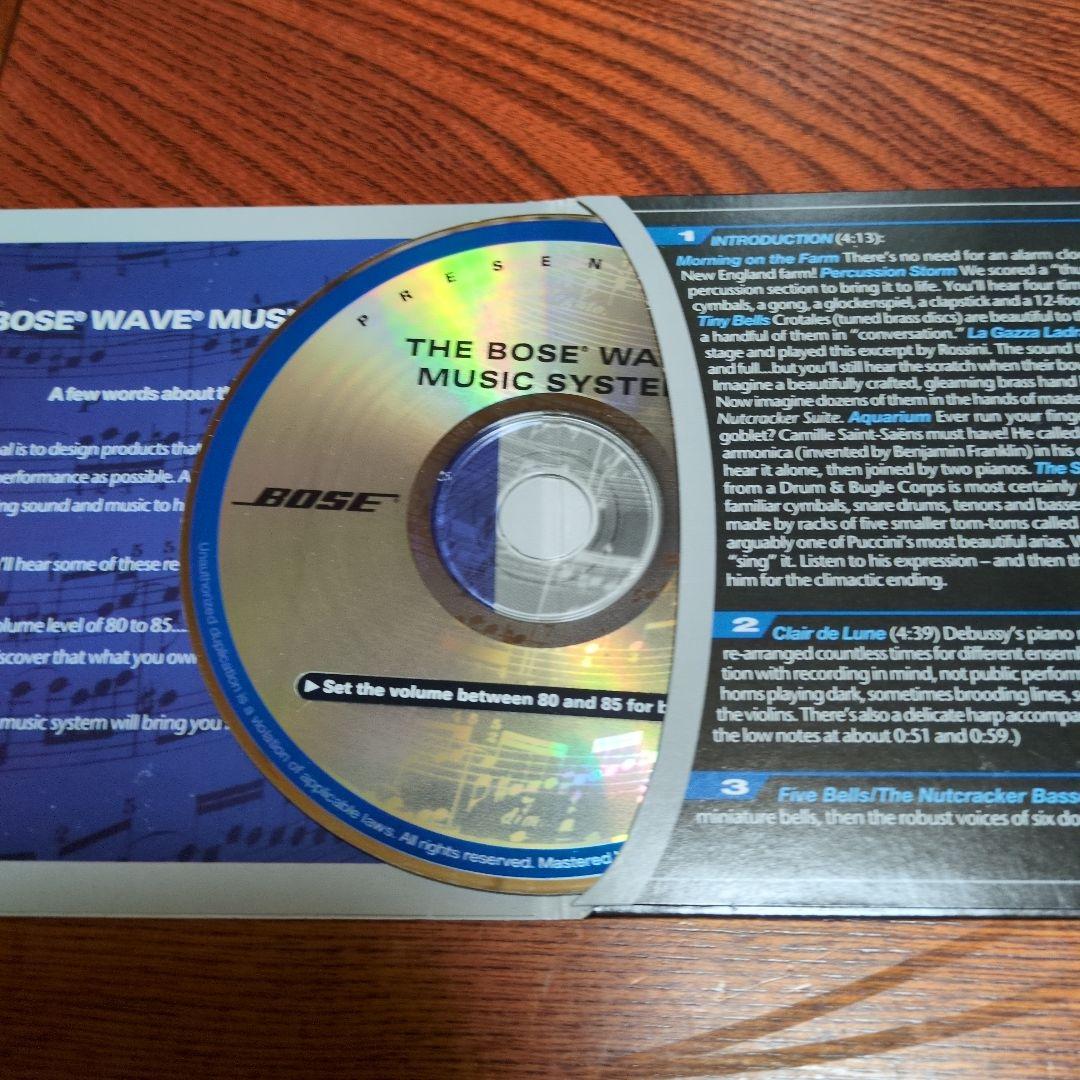 BOSE® WAVE® MUS
A few words about t
al is to design products that
performance as possible. A
ng sound and music to h
'll hear some of these re
olume level of 80 to 85...
iscover that what you own
music system will bring you
PRESEN
THE BOSE® WA
MUSIC SYSTE
BOSE®
▶ Set the volume between 80 and 85 for b
Unauthorized duplication is a violation of applicable laws. All rights reserved. Mastered
1 INTRODUCTION (4:13):
Morning on the Farm There's no need for an alarm cloc
New England farm! Percussion Storm We scored a "thu
percussion section to bring it to life. You'll hear four tim
cymbals, a gong, a glockenspiel, a clapstick and a 12-foo
Tiny Bells Crotales (tuned brass discs) are beautiful to th
a handful of them in "conversation." La Gazza Ladr
stage and played this excerpt by Rossini. The sound
and full...but you'll still hear the scratch when their bow
Imagine a beautifully crafted, gleaming brass hand
Now imagine dozens of them in the hands of maste
Nutcracker Suite. Aquarium Ever run your fing
goblet? Camille Saint-Saëns must have! He called
armonica (invented by Benjamin Franklin) in his
hear it alone, then joined by two pianos. The S
from a Drum & Bugle Corps is most certainly
familiar cymbals, snare drums, tenors and basse
made by racks of five smaller tom-toms called
arguably one of Puccini's most beautiful arias. W
"sing" it. Listen to his expression – and then th
him for the climactic ending.
2 Clair de Lune (4:39) Debussy's piano
re-arranged countless times for different ensem
tion with recording in mind, not public perform
horns playing dark, sometimes brooding lines, s
the violins. There's also a delicate harp accompa
the low notes at about 0:51 and 0:59.)
3 Five Bells/The Nutcracker Bass
miniature bells, then the robust voices of six do